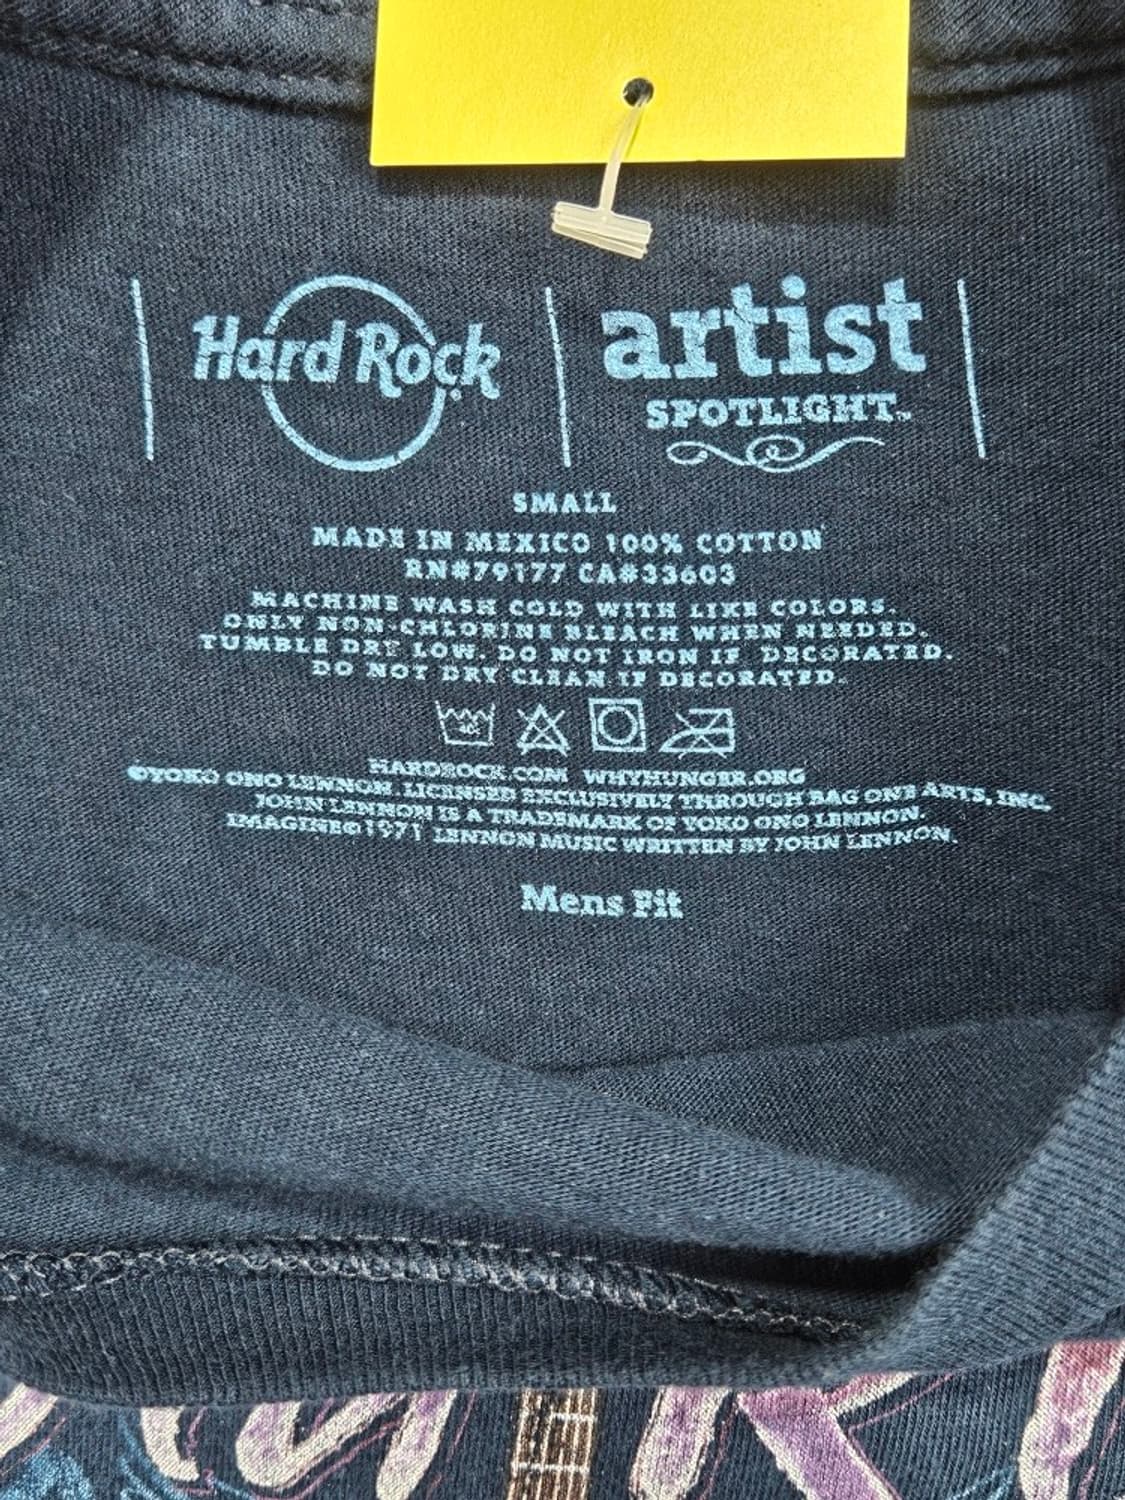 Hard Rock®
artist
SPOTLIGHT™
SMALL
MADE IN MEXICO 100% COTTON
RN#79177 CA#33603
MACHINE WASH COLD WITH LIKE COLORS.
ONLY NON-CHLORINE BLEACH WHEN NEEDED.
TUMBLE DRY LOW. DO NOT IRON IF DECORATED.
DO NOT DRY CLEAN IF DECORATED.
40
HARDROCK.COM WHYHUNGER.ORG
©YOKO ONO LENNON. LICENSED EXCLUSIVELY THROUGH BAG ONE ARTS, INC.
JOHN LENNON IS A TRADEMARK OF YOKO ONO LENNON.
IMAGINE©1971 LENNON MUSIC WRITTEN BY JOHN LENNON.
Mens Fit